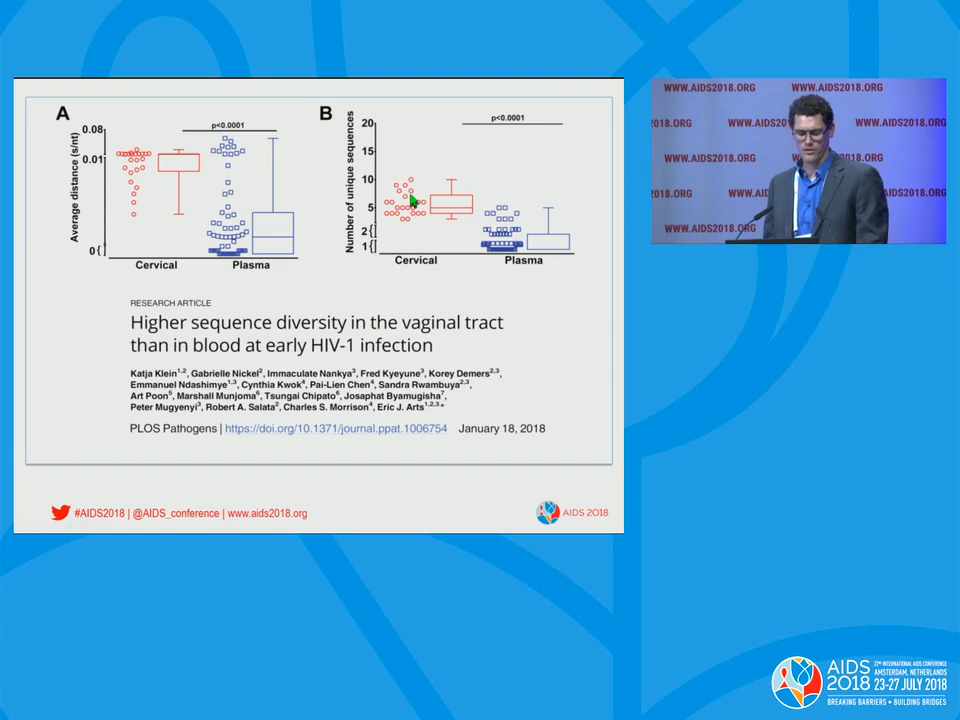 A
p<0.0001
0.08
0.01
0{
Average distance (s/nt)
Cervical
Plasma
B
p<0.0001
20
15
10
5
2{
1{
Number of unique sequences
Cervical
Plasma
RESEARCH ARTICLE
Higher sequence diversity in the vaginal tract
than in blood at early HIV-1 infection
Katja Klein1,2, Gabrielle Nickel2, Immaculate Nankya3, Fred Kyeyune3, Korey Demers2,3,
Emmanuel Ndashimye1,3, Cynthia Kwok4, Pai-Lien Chen4, Sandra Rwambuya2,3,
Art Poon5, Marshall Munjoma6, Tsungai Chipato6, Josaphat Byamugisha7,
Peter Mugyenyi3, Robert A. Salata2, Charles S. Morrison4, Eric J. Arts1,2,3*
PLOS Pathogens | https://doi.org/10.1371/journal.ppat.1006754 January 18, 2018
#AIDS2018 | @AIDS_conference | www.aids2018.org
AIDS 2018
WWW.AIDS2018.ORG WWW.AIDS2018.ORG
2018.ORG WWW.AIDS20 WWW.AIDS2018.ORG
WWW.AIDS2018.ORG
2018.ORG WWW.AIDS AIDS2018.ORG
WWW.AIDS2018.ORG
AIDS
2018
22ND INTERNATIONAL AIDS CONFERENCE
AMSTERDAM, NETHERLANDS
23-27 JULY 2018
BREAKING BARRIERS • BUILDING BRIDGES